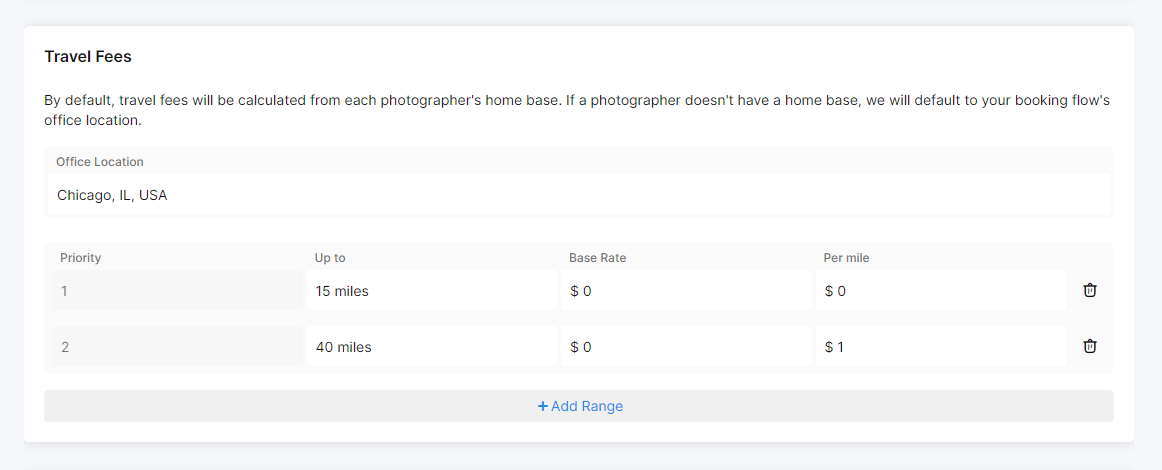 Travel Fees
By default, travel fees will be calculated from each photographer's home base. If a photographer doesn't have a home base, we will default to your booking flow's
office location.
Office Location
Chicago, IL, USA
Priority Up to Base Rate Per mile
1 15 miles $ 0 $ 0
2 40 miles $ 0 $ 1
+ Add Range